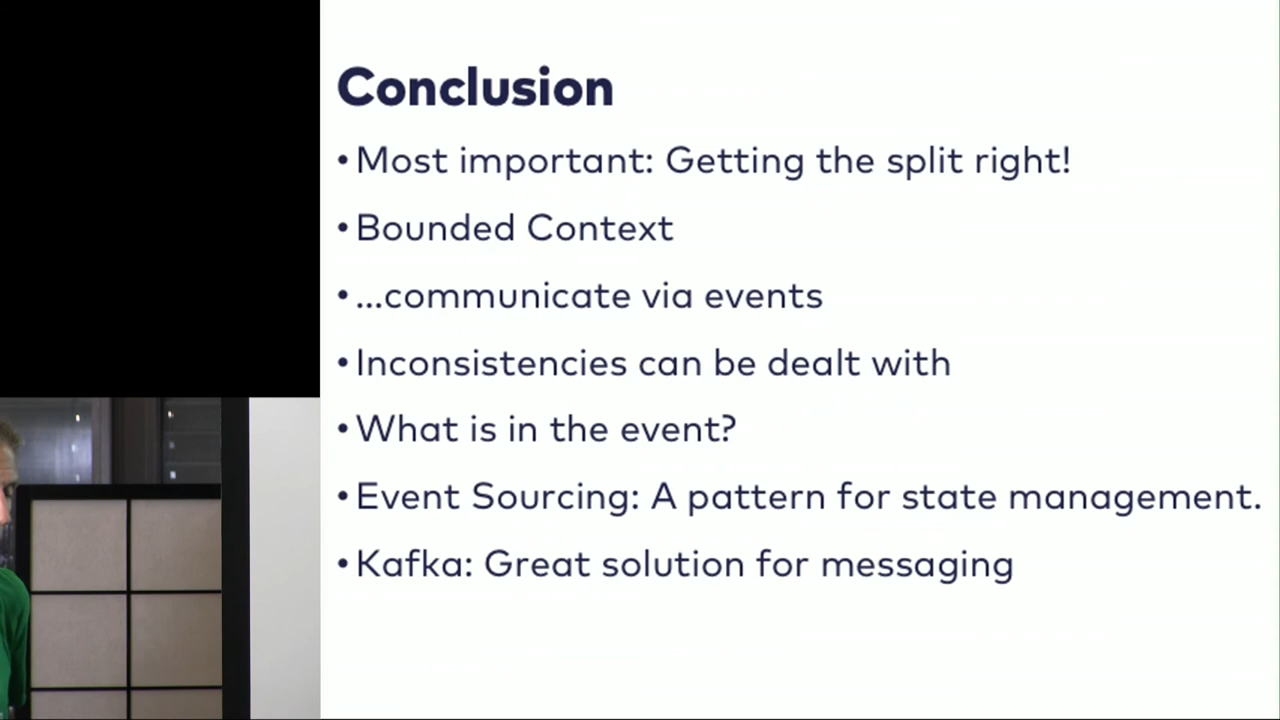 Conclusion
• Most important: Getting the split right!
• Bounded Context
• ...communicate via events
• Inconsistencies can be dealt with
• What is in the event?
• Event Sourcing: A pattern for state management.
• Kafka: Great solution for messaging